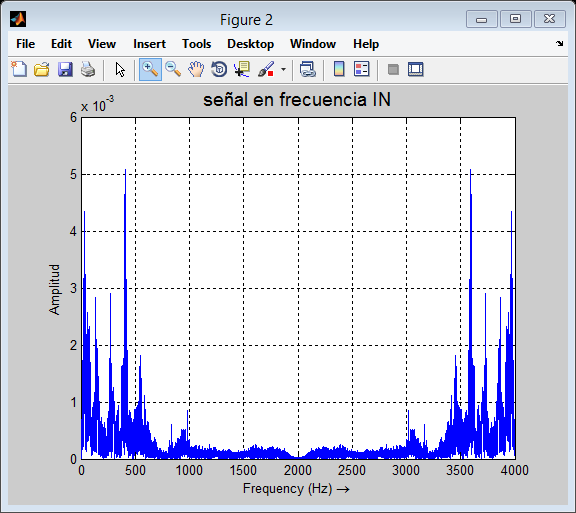 Figure 2
File Edit View Insert Tools Desktop Window Help
x 10-3
señal en frecuencia IN
6
5
4
3
2
1
0
Amplitud
0 500 1000 1500 2000 2500 3000 3500 4000
Frequency (Hz) →